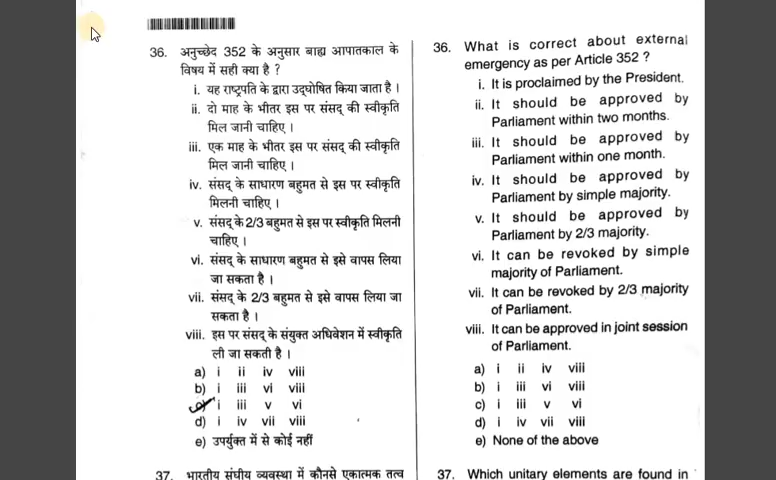 36. अनुच्छेद 352 के अनुसार बाह्य आपातकाल के
विषय में सही क्या है ?
i. यह राष्ट्रपति के द्वारा उद्घोषित किया जाता है ।
ii. दो माह के भीतर इस पर संसद् की स्वीकृति
मिल जानी चाहिए ।
iii. एक माह के भीतर इस पर संसद् की स्वीकृति
मिल जानी चाहिए ।
iv. संसद् के साधारण बहुमत से इस पर स्वीकृति
मिलनी चाहिए ।
v. संसद् के 2/3 बहुमत से इस पर स्वीकृति मिलनी
चाहिए ।
vi. संसद् के साधारण बहुमत से इसे वापस लिया
जा सकता है ।
vii. संसद् के 2/3 बहुमत से इसे वापस लिया जा
सकता है ।
viii. इस पर संसद् के संयुक्त अधिवेशन में स्वीकृति
ली जा सकती है ।
a) i ii iv viii
b) i iii vi viii
c) i iii v vi
d) i iv vii viii
e) उपर्युक्त में से कोई नहीं
37. भारतीय संघीय व्यवस्था में कौनसे एकात्मक तत्व
36. What is correct about external
emergency as per Article 352 ?
i. It is proclaimed by the President.
ii. It should be approved by
Parliament within two months.
iii. It should be approved by
Parliament within one month.
iv. It should be approved by
Parliament by simple majority.
v. It should be approved by
Parliament by 2/3 majority.
vi. It can be revoked by simple
majority of Parliament.
vii. It can be revoked by 2/3 majority
of Parliament.
viii. It can be approved in joint session
of Parliament.
a) i ii iv viii
b) i iii vi viii
c) i iii v vi
d) i iv vii viii
e) None of the above
37. Which unitary elements are found in